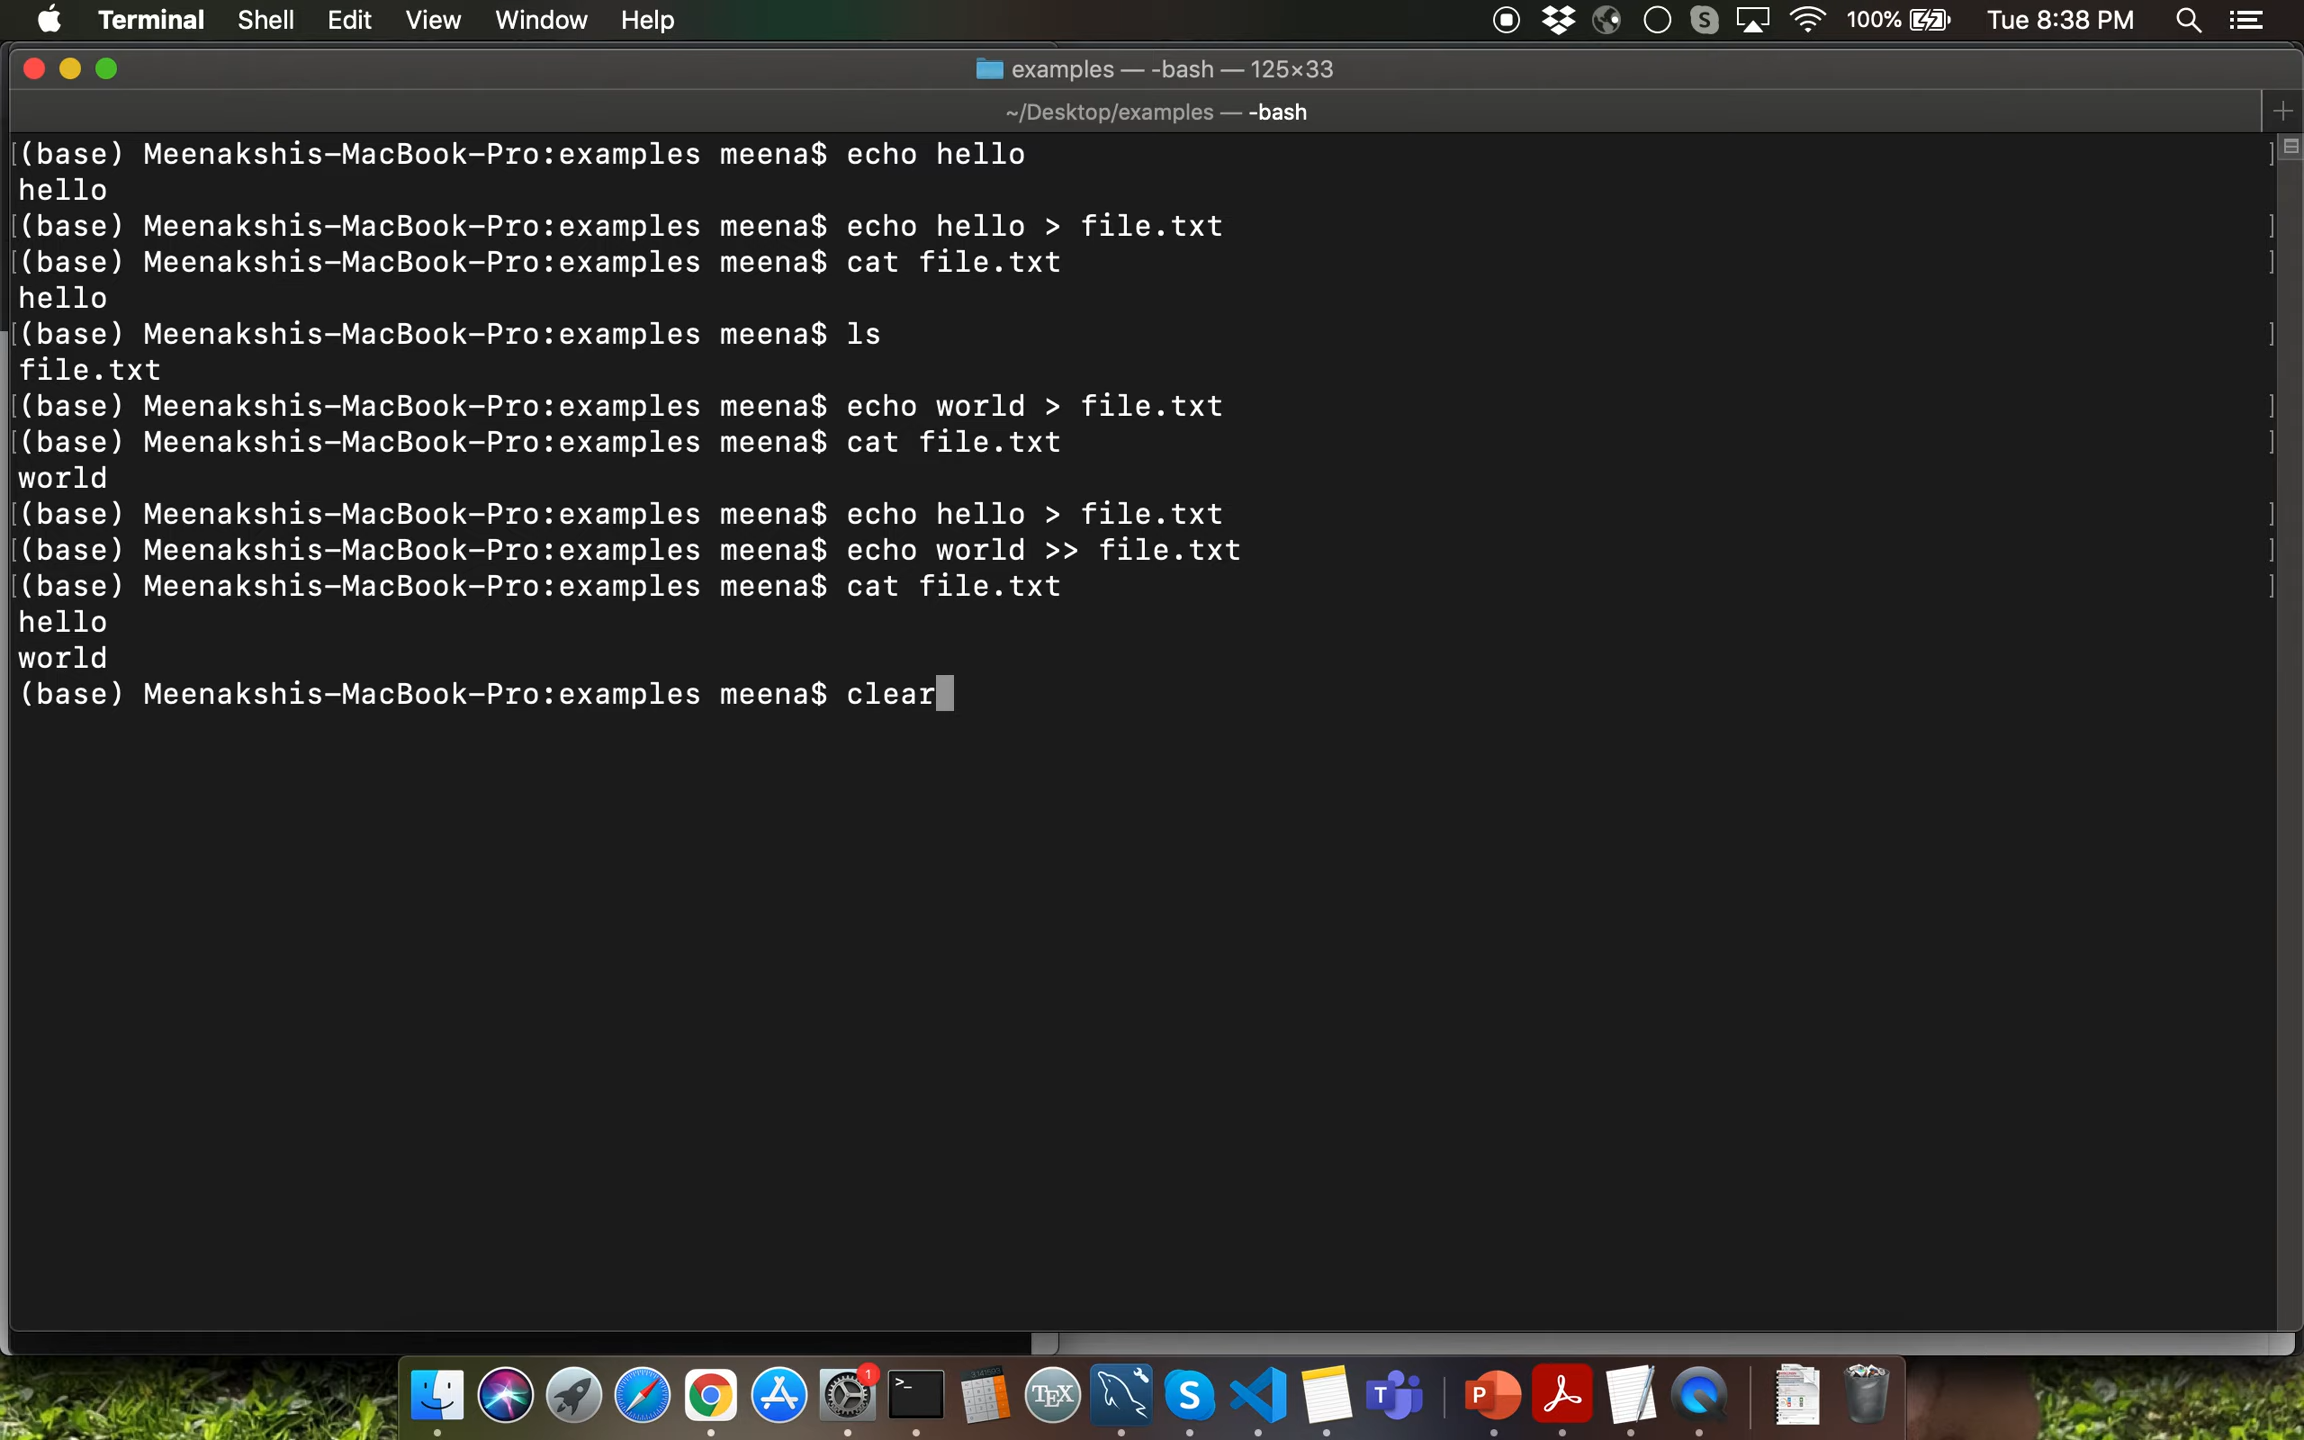 Terminal Shell Edit View Window Help 100% Tue 8:38 PM
examples — -bash — 125×33
~/Desktop/examples — -bash
(base) Meenakshis-MacBook-Pro:examples meena$ echo hello
hello
(base) Meenakshis-MacBook-Pro:examples meena$ echo hello > file.txt
(base) Meenakshis-MacBook-Pro:examples meena$ cat file.txt
hello
(base) Meenakshis-MacBook-Pro:examples meena$ ls
file.txt
(base) Meenakshis-MacBook-Pro:examples meena$ echo world > file.txt
(base) Meenakshis-MacBook-Pro:examples meena$ cat file.txt
world
(base) Meenakshis-MacBook-Pro:examples meena$ echo hello > file.txt
(base) Meenakshis-MacBook-Pro:examples meena$ echo world >> file.txt
(base) Meenakshis-MacBook-Pro:examples meena$ cat file.txt
hello
world
(base) Meenakshis-MacBook-Pro:examples meena$ clear
1
TEX